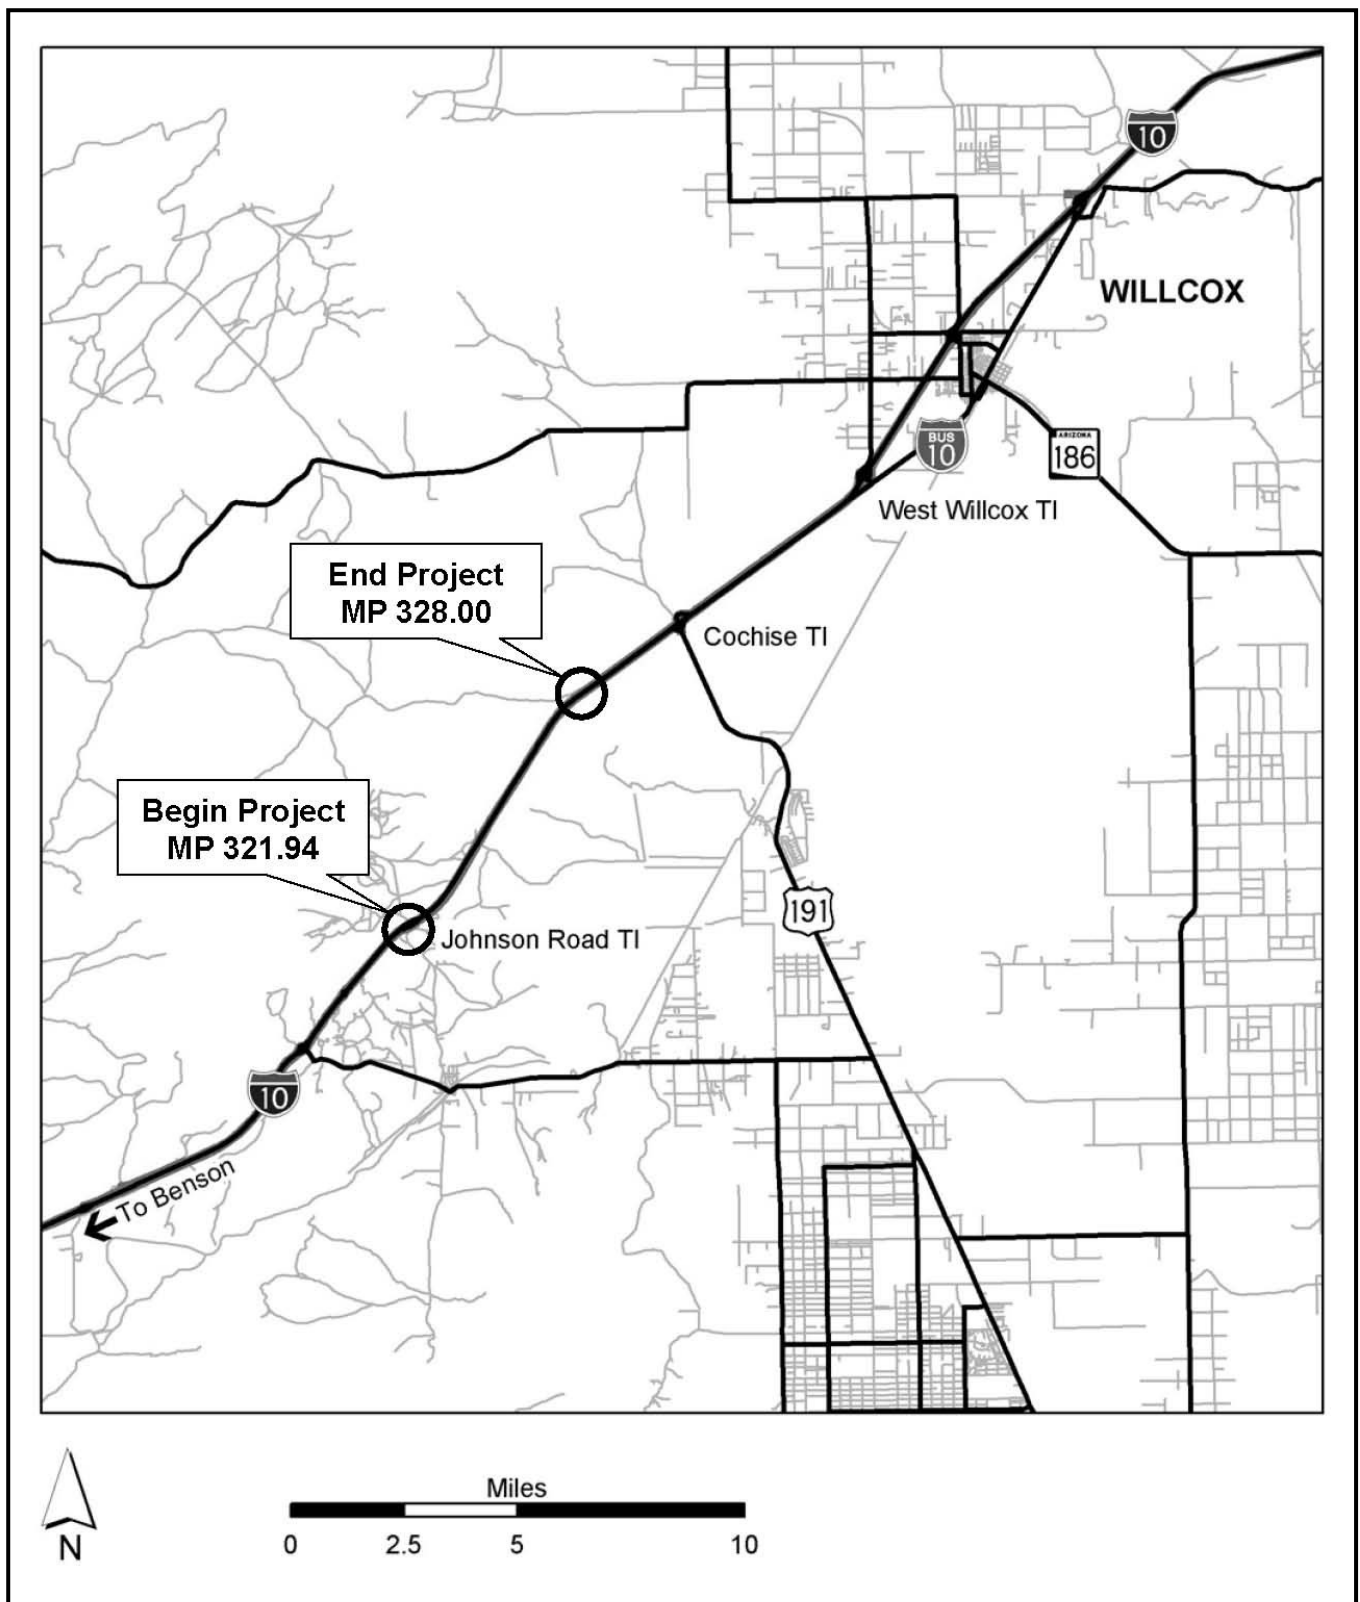 10
WILLCOX
BUS
10
ARIZONA
186
West Willcox TI
End Project
MP 328.00
Cochise TI
Begin Project
MP 321.94
191
Johnson Road TI
10
To Benson
Miles
N
0 2.5 5 10